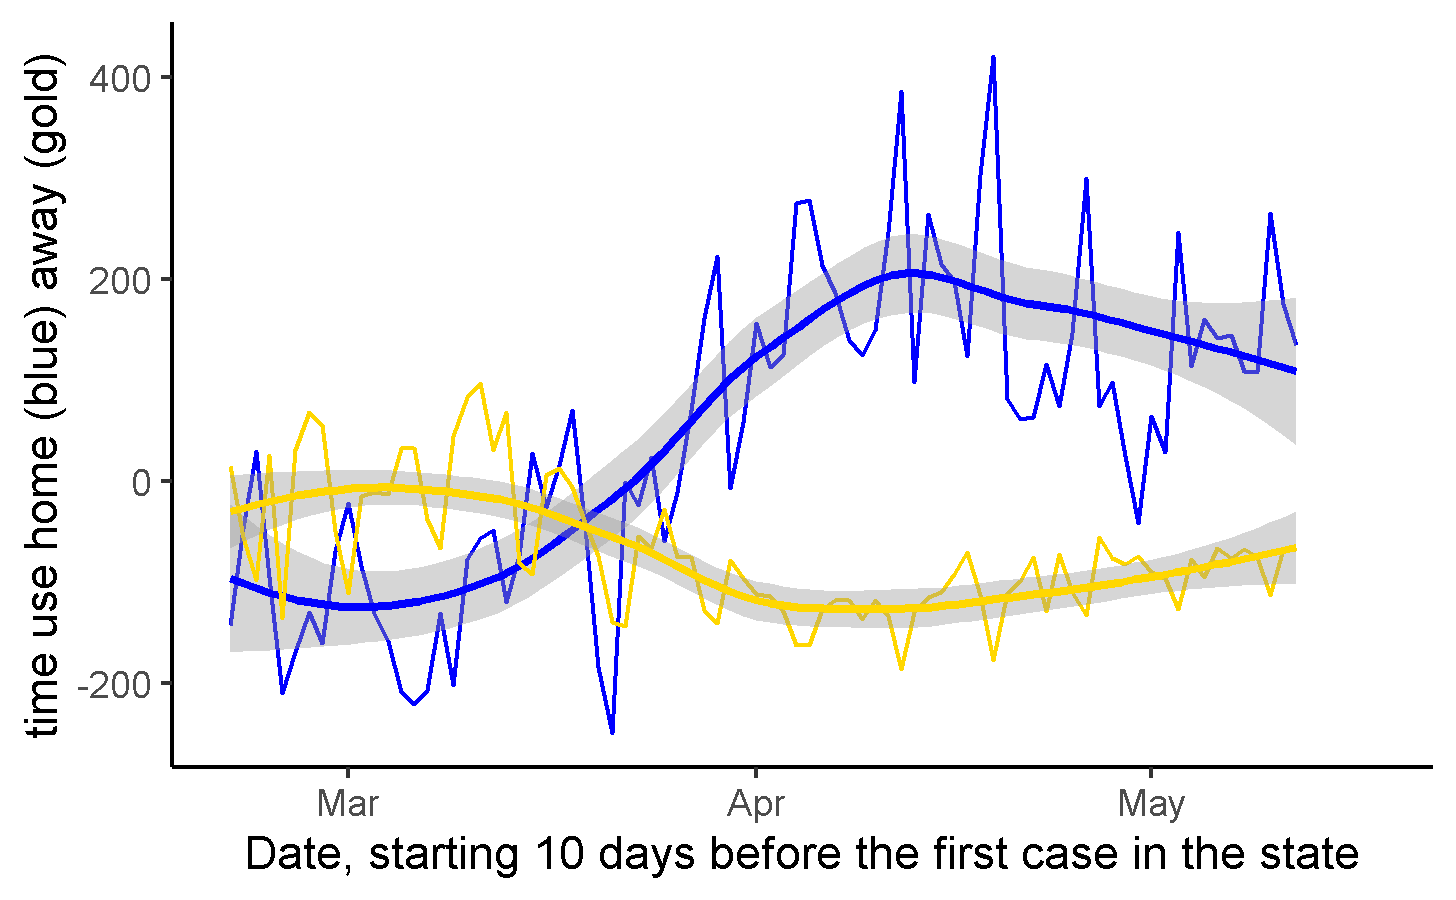 time use home (blue) away (gold)
400
200
0
-200
Mar
Apr
May
Date, starting 10 days before the first case in the state